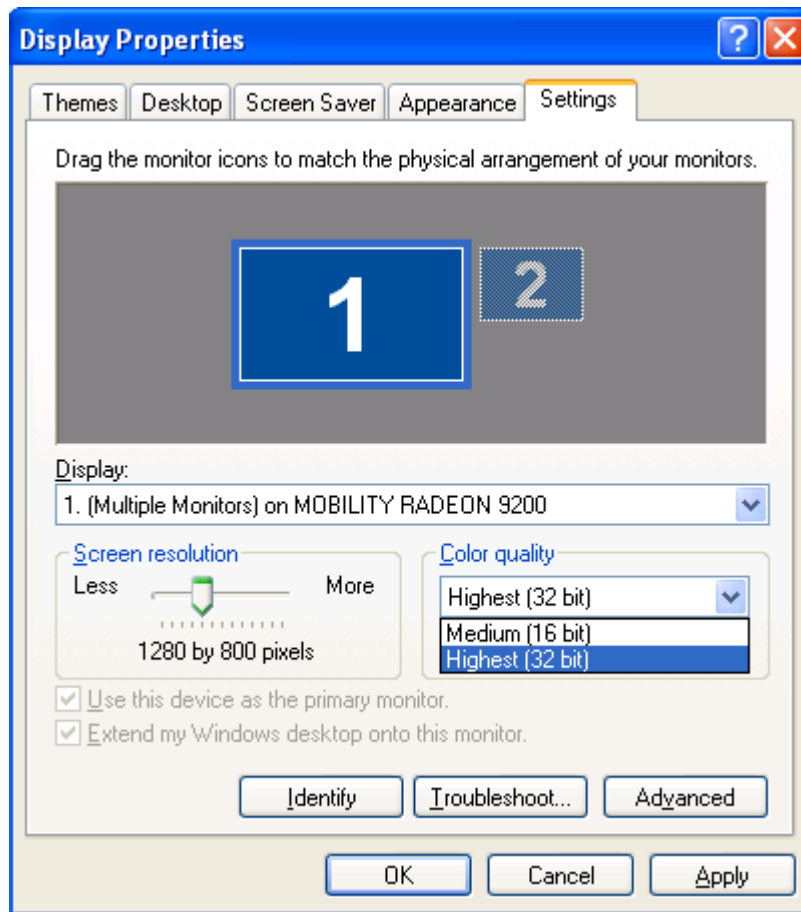 Display Properties
Themes Desktop Screen Saver Appearance Settings
Drag the monitor icons to match the physical arrangement of your monitors.
1 2
Display:
1. (Multiple Monitors) on MOBILITY RADEON 9200
Screen resolution
Less More
1280 by 800 pixels
Color quality
Highest (32 bit)
Medium (16 bit)
Highest (32 bit)
Use this device as the primary monitor.
Extend my Windows desktop onto this monitor.
Identify Troubleshoot... Advanced
OK Cancel Apply